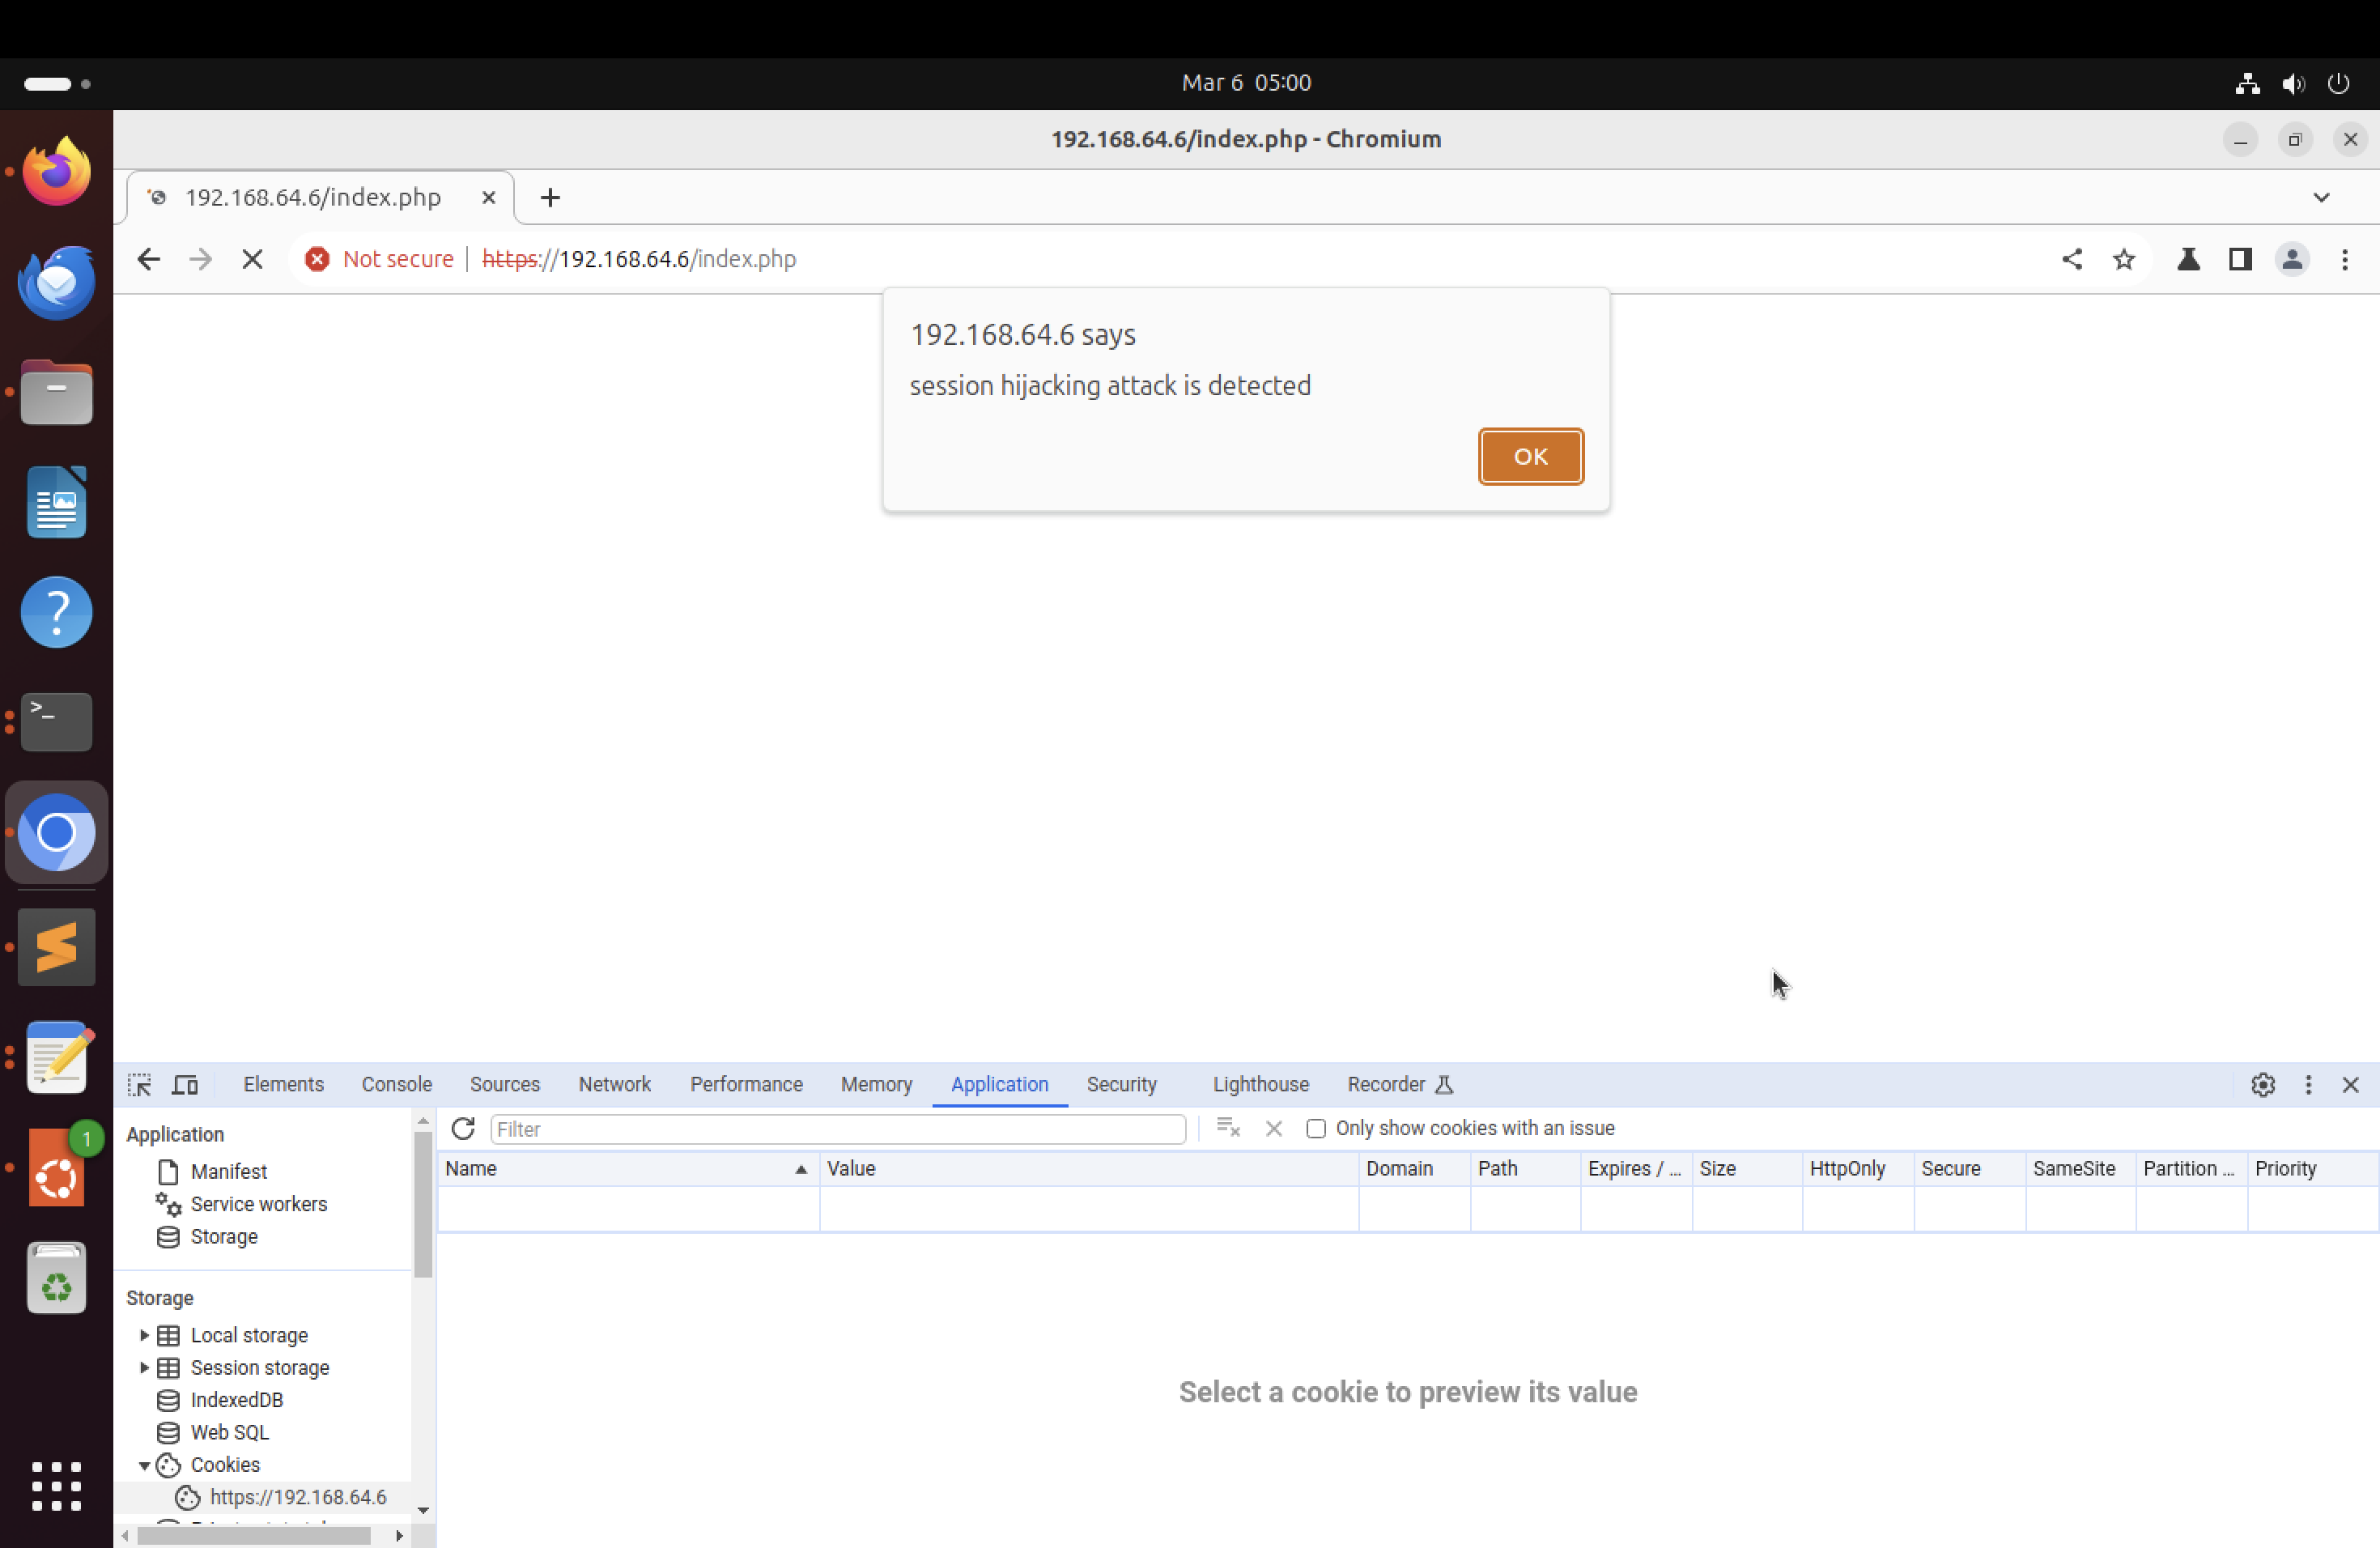 Mar 6 05:00
192.168.64.6/index.php - Chromium
192.168.64.6/index.php
Not secure https://192.168.64.6/index.php
192.168.64.6 says
session hijacking attack is detected
OK
>_
?
1
Elements Console Sources Network Performance Memory Application Security Lighthouse Recorder
Application
Manifest
Service workers
Storage
Storage
Local storage
Session storage
IndexedDB
Web SQL
Cookies
https://192.168.64.6
Filter
Only show cookies with an issue
Name Value Domain Path Expires / ... Size HttpOnly Secure SameSite Partition ... Priority
Select a cookie to preview its value